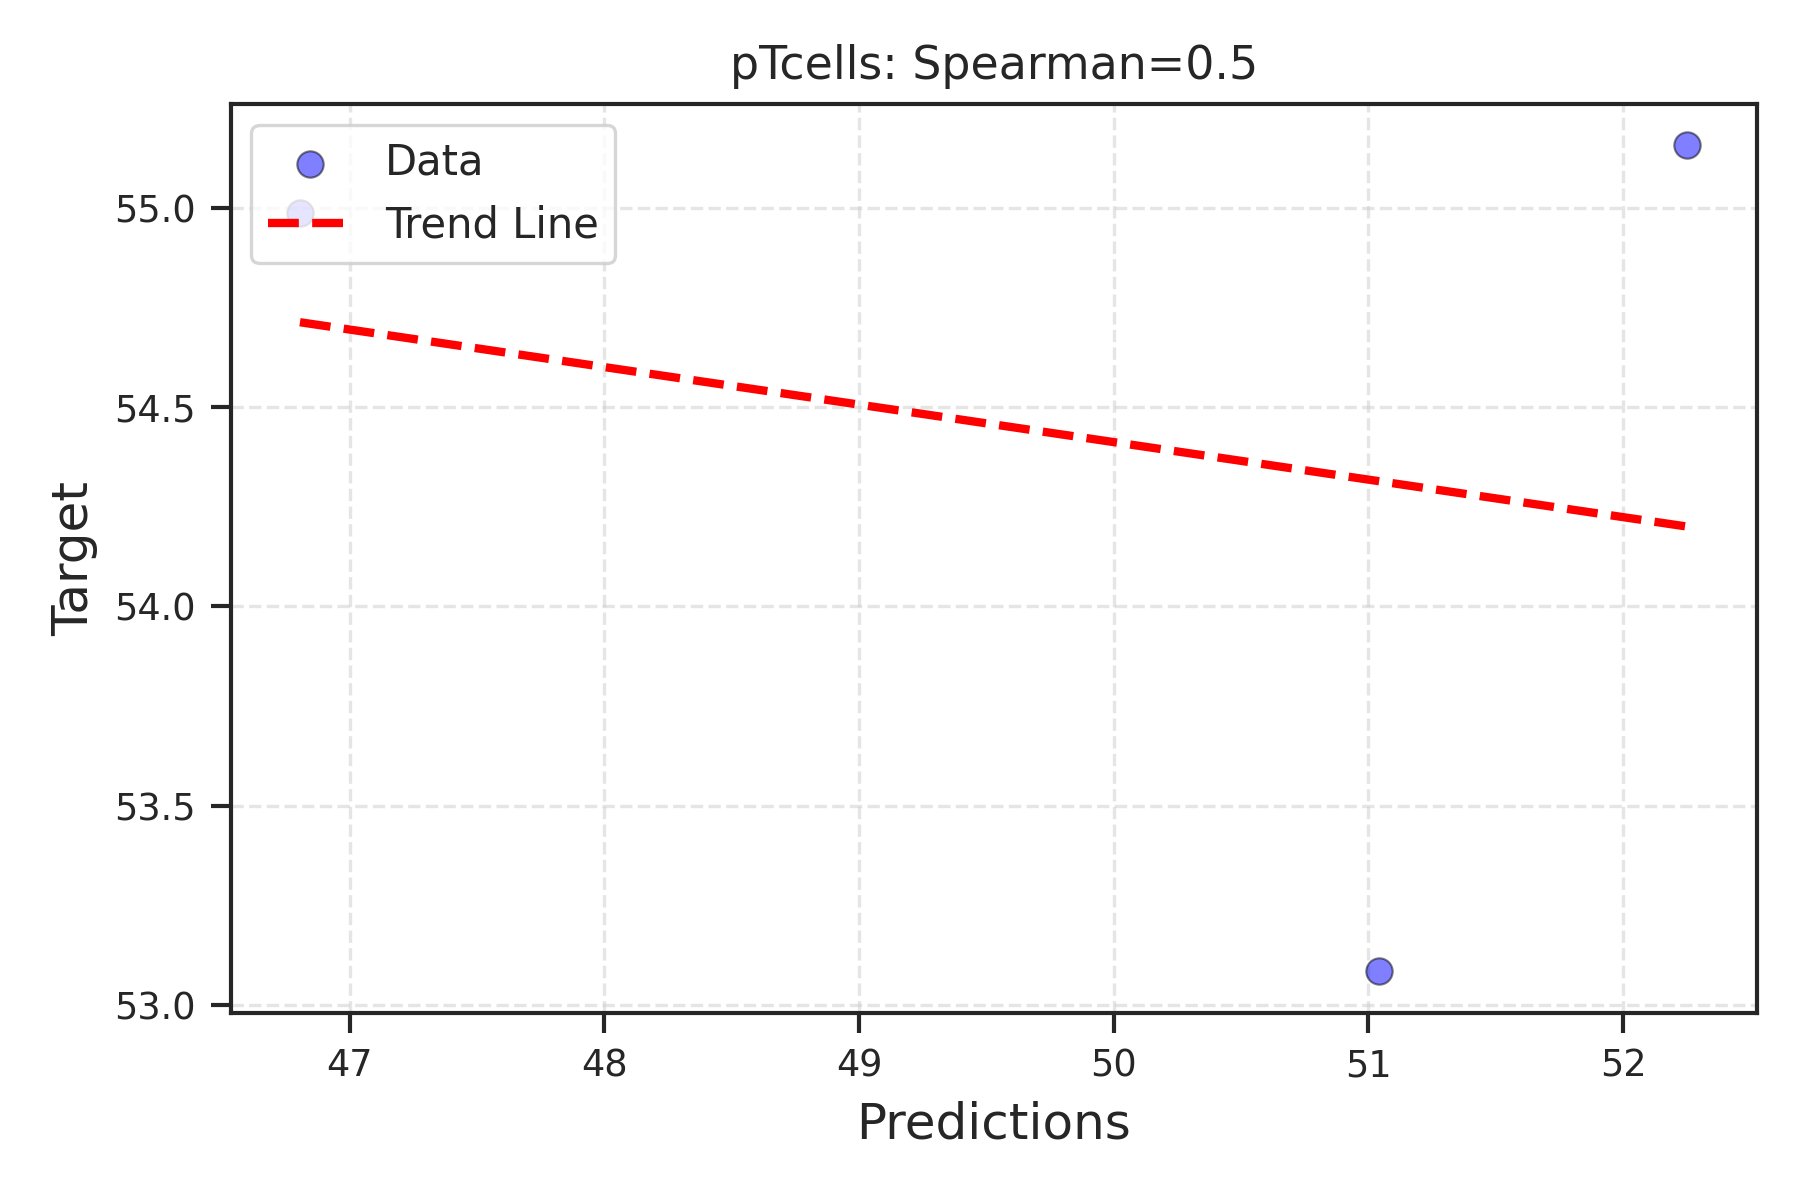 pTcells: Spearman=0.5
Data
Trend Line
55.0
54.5
54.0
53.5
53.0
Target
47 48 49 50 51 52
Predictions